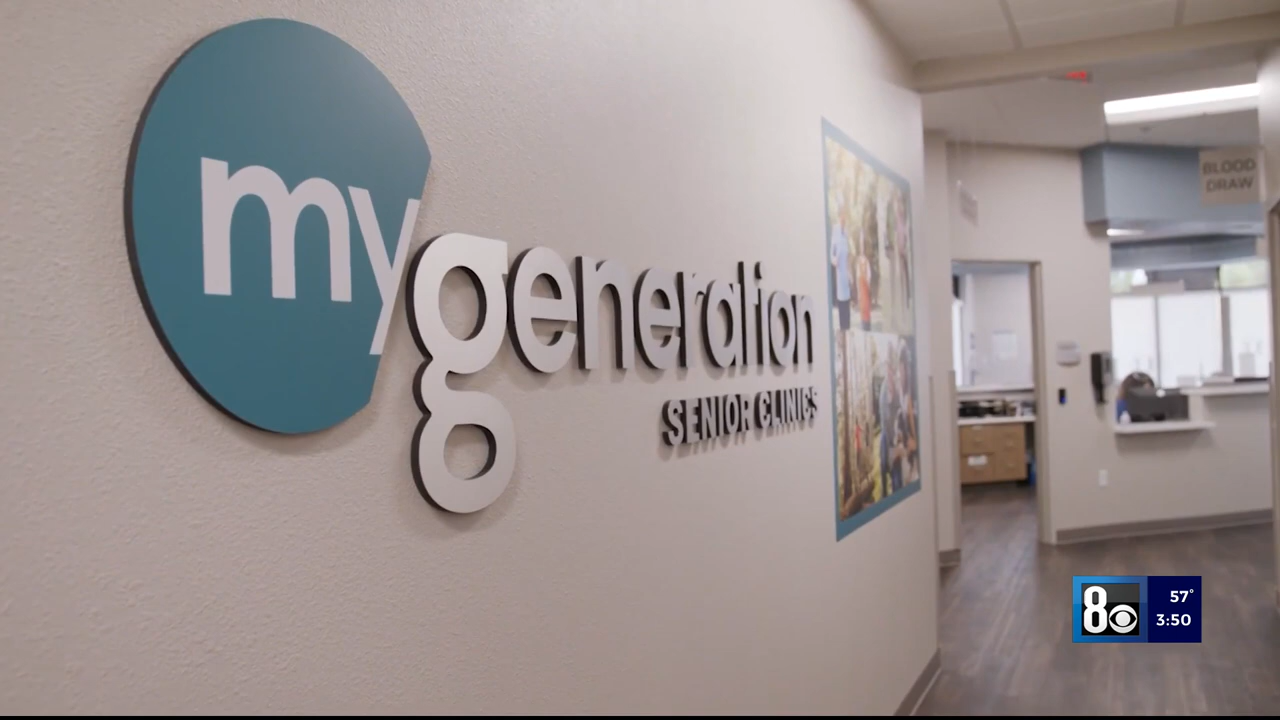 my
generation
SENIOR CLINICS
BLOOD
DRAW
8
57°
3:50